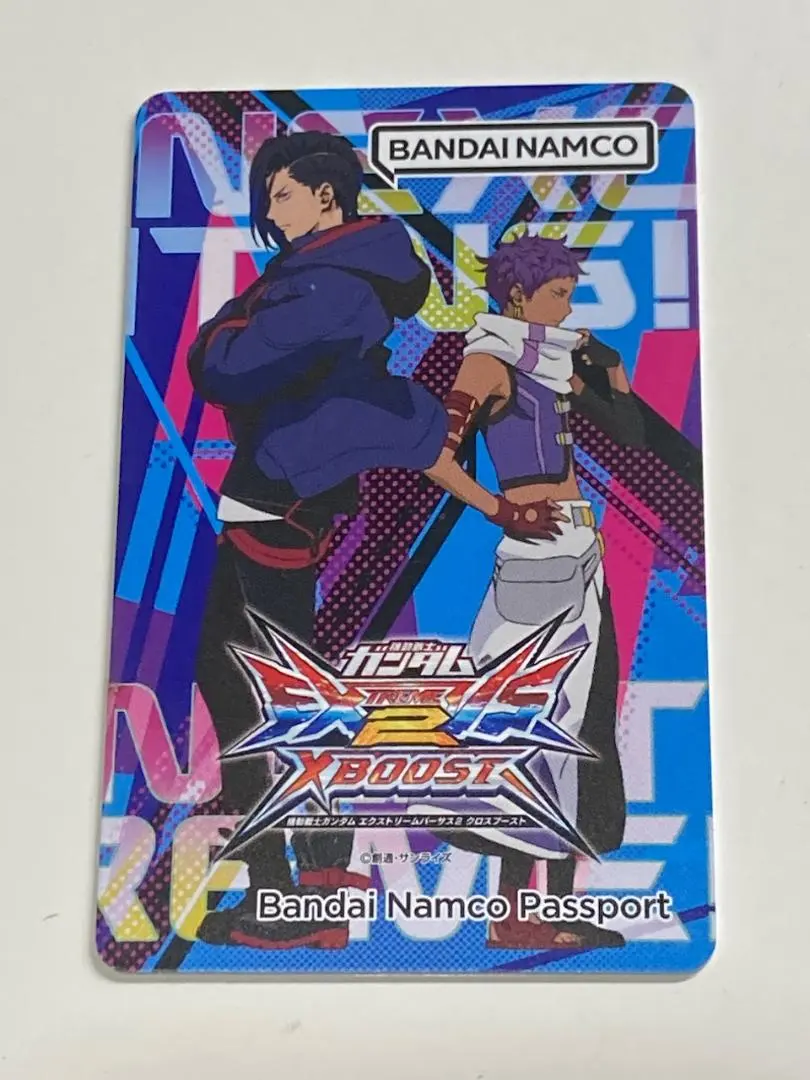 BANDAI NAMCO
機動戦士
ガンダム
EXTREME VS
2
XBOOST
機動戦士ガンダム エクストリームバーサス2 クロスブースト
©創通・サンライズ
Bandai Namco Passport